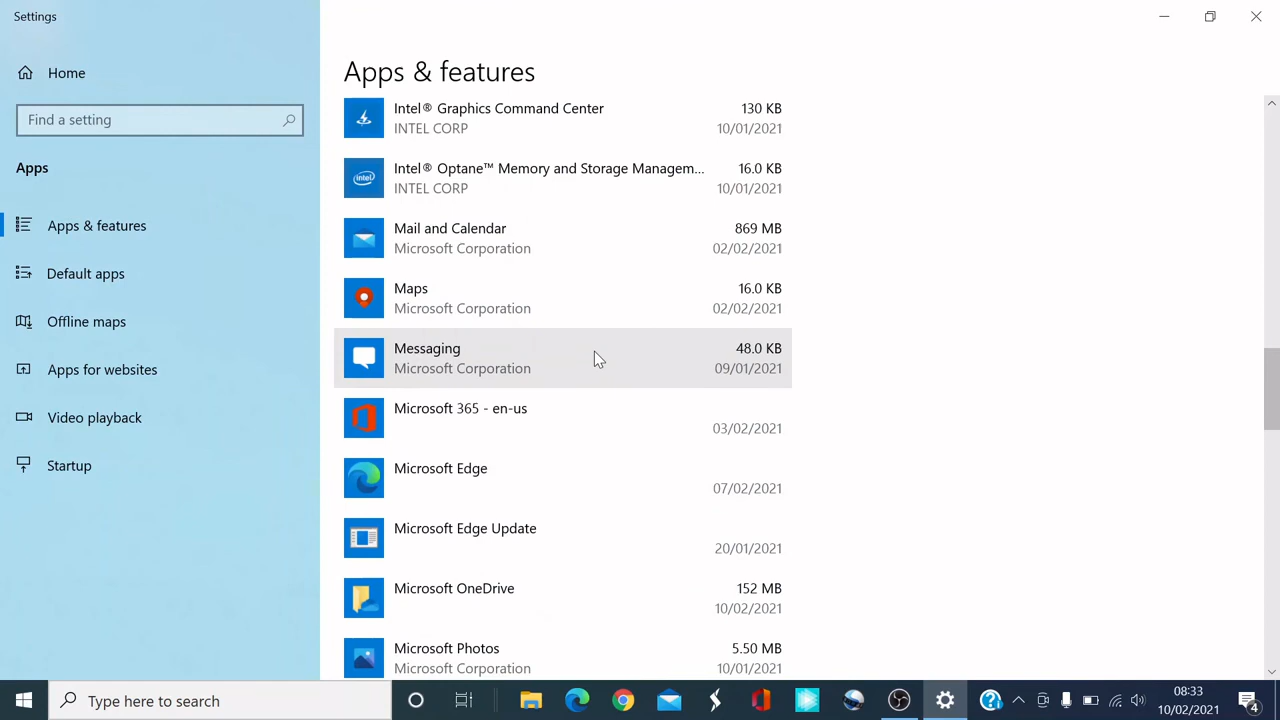 Settings
Home
Find a setting
Apps
Apps & features
Default apps
Offline maps
Apps for websites
Video playback
Startup
Apps & features
Intel® Graphics Command Center 130 KB
INTEL CORP 10/01/2021
Intel® Optane™ Memory and Storage Managem... 16.0 KB
INTEL CORP 10/01/2021
Mail and Calendar 869 MB
Microsoft Corporation 02/02/2021
Maps 16.0 KB
Microsoft Corporation 02/02/2021
Messaging 48.0 KB
Microsoft Corporation 09/01/2021
Microsoft 365 - en-us
03/02/2021
Microsoft Edge
07/02/2021
Microsoft Edge Update
20/01/2021
Microsoft OneDrive 152 MB
10/02/2021
Microsoft Photos 5.50 MB
Microsoft Corporation 10/01/2021
Type here to search
08:33
10/02/2021
4